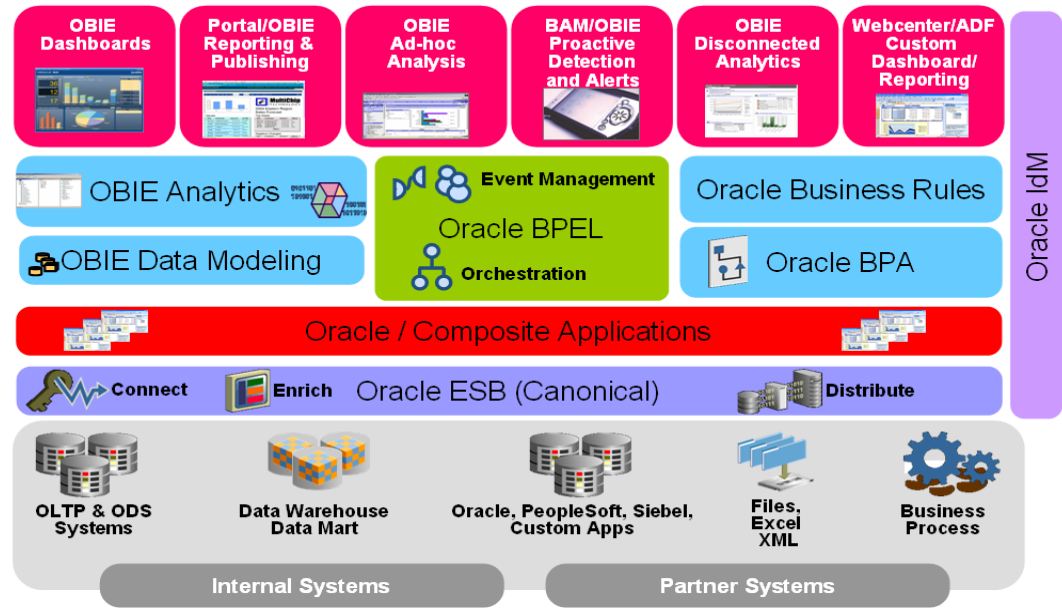 OBIE
Dashboards
Portal/OBIE
Reporting &
Publishing
OBIE
Ad-hoc
Analysis
BAM/OBIE
Proactive
Detection
and Alerts
OBIE
Disconnected
Analytics
Webcenter/ADF
Custom
Dashboard/
Reporting
MultiChip
OBIE Analytics
Event Management
Oracle BPEL
Orchestration
Oracle Business Rules
OBIE Data Modeling
Oracle BPA
Oracle IdM
Oracle / Composite Applications
Connect
Enrich
Oracle ESB (Canonical)
Distribute
OLTP & ODS
Systems
Data Warehouse
Data Mart
Oracle, PeopleSoft, Siebel,
Custom Apps
Files,
Excel
XML
Business
Process
Internal Systems
Partner Systems